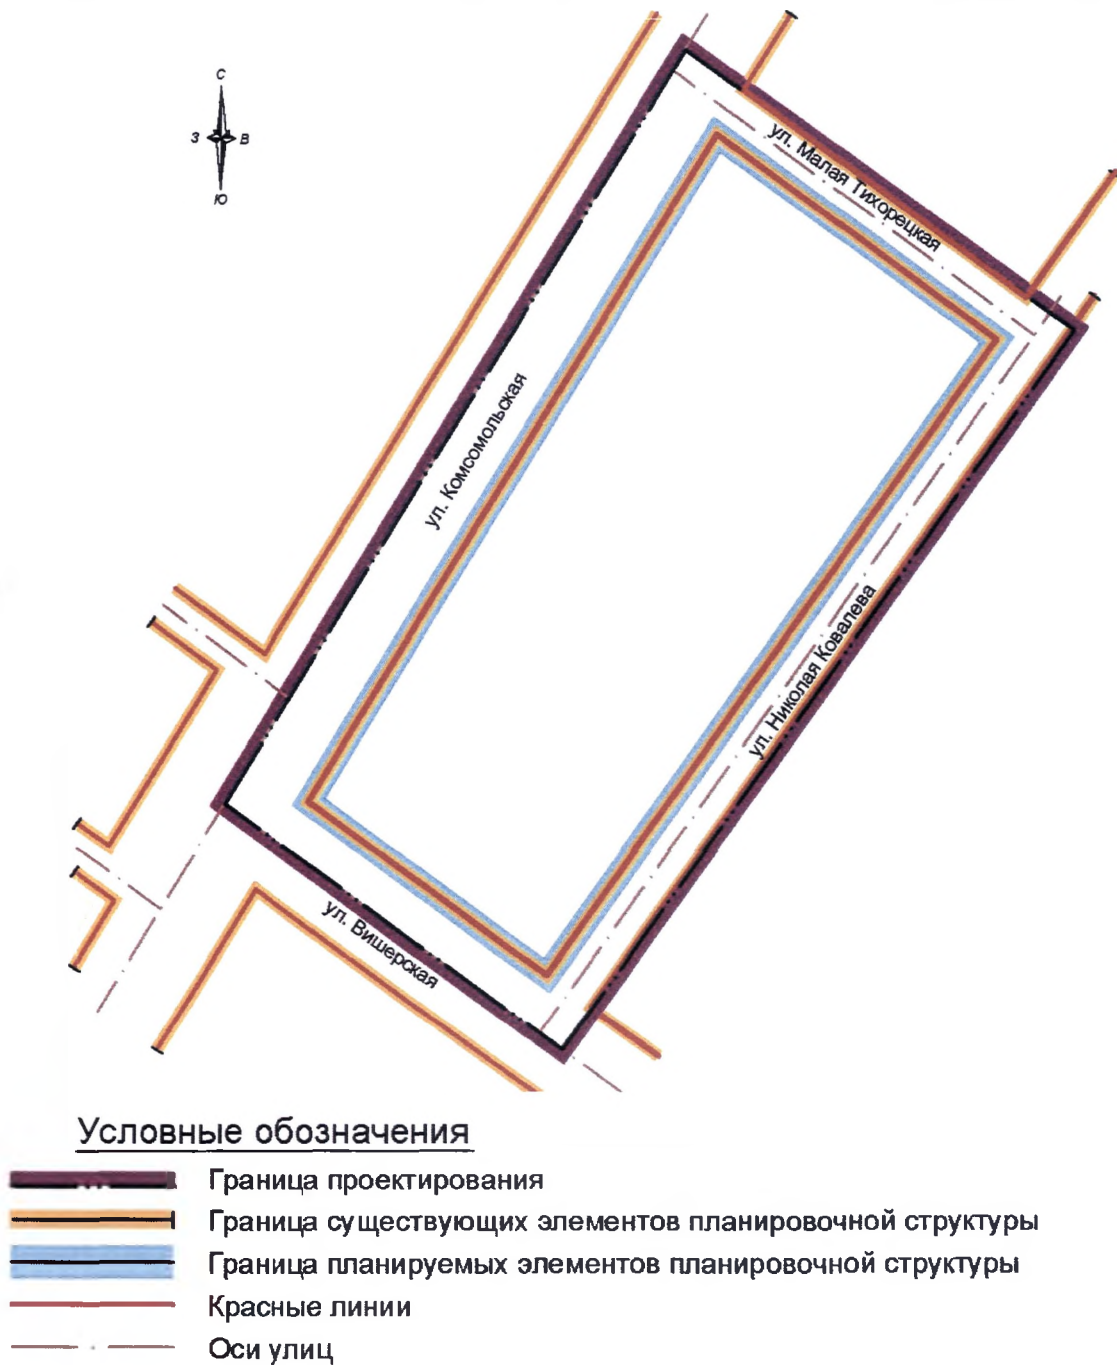 С
З В
Ю
ул. Малая Тихорецкая
ул. Комсомольская
ул. Николая Ковалева
ул. Вишерская
Условные обозначения
Граница проектирования
Граница существующих элементов планировочной структуры
Граница планируемых элементов планировочной структуры
Красные линии
Оси улиц